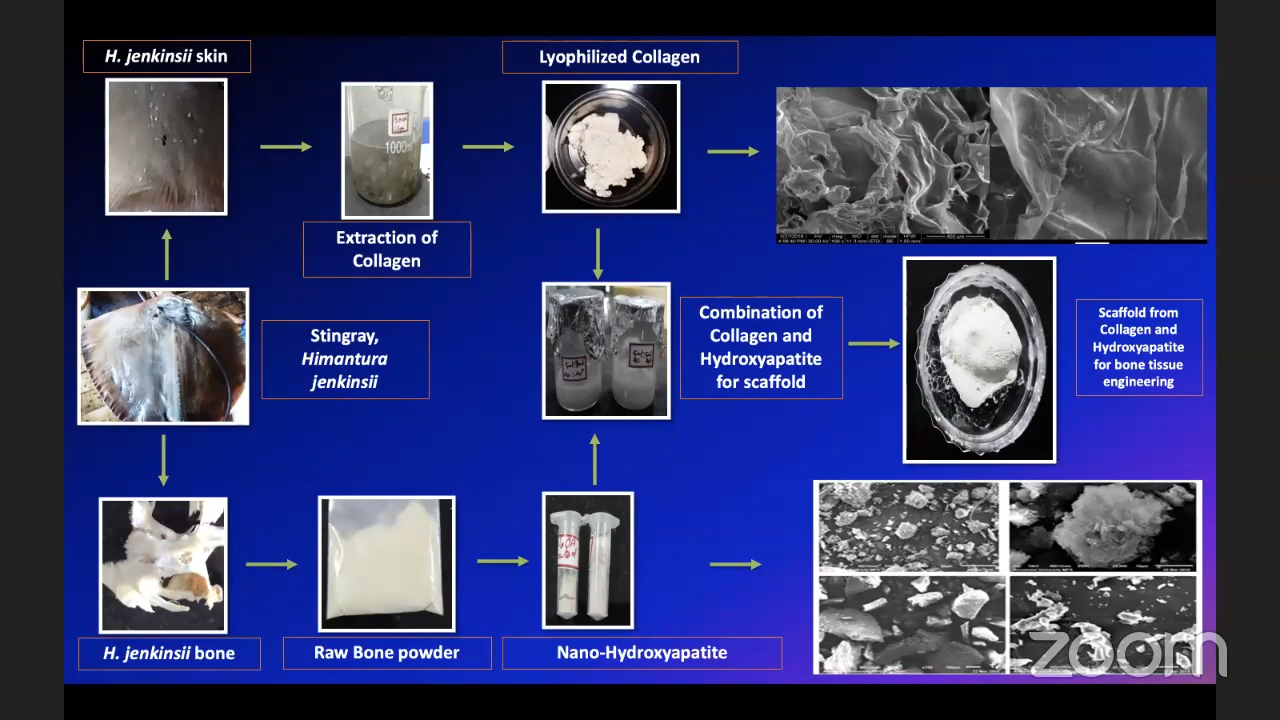 H. jenkinsii skin
Lyophilized Collagen
1000
Extraction of
Collagen
Stingray,
Himantura
jenkinsii
Combination of
Collagen and
Hydroxyapatite
for scaffold
Scaffold from
Collagen and
Hydroxyapatite
for bone tissue
engineering
H. jenkinsii bone
Raw Bone powder
Nano-Hydroxyapatite
zoom